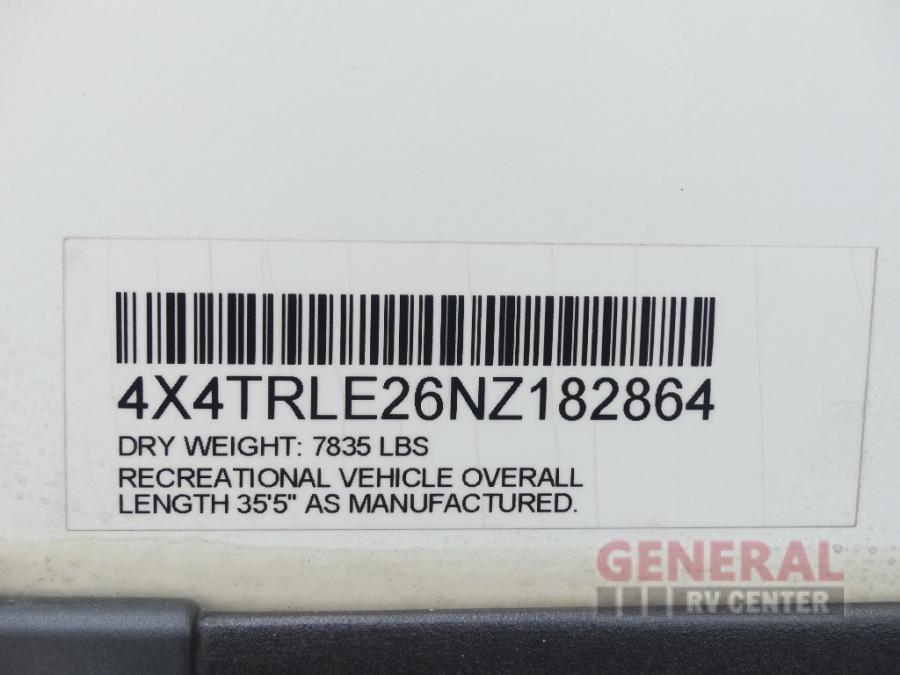 4X4TRLE26NZ182864
DRY WEIGHT: 7835 LBS
RECREATIONAL VEHICLE OVERALL
LENGTH 35'5" AS MANUFACTURED.
GENERAL
RV CENTER